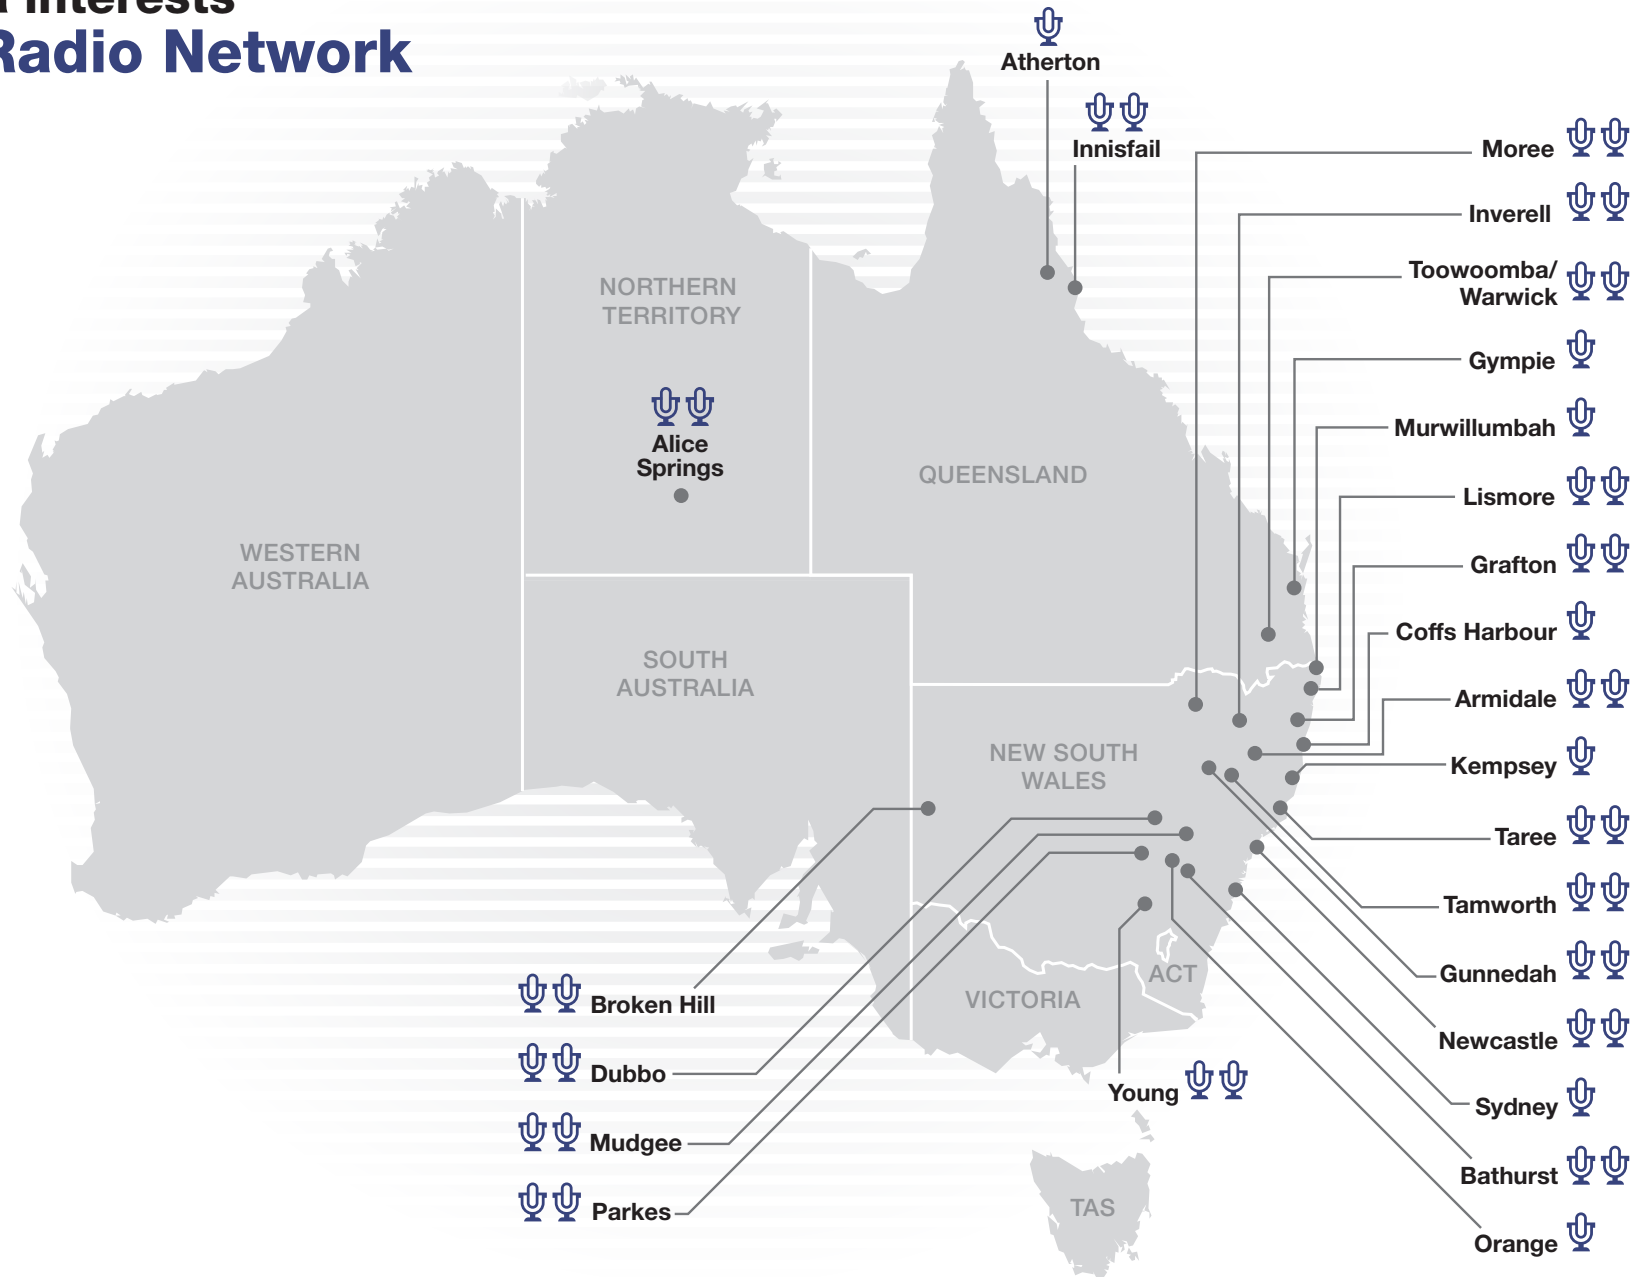 Interests
Radio Network
Atherton
Innisfail
Moree
Inverell
Toowoomba/
Warwick
Gympie
Murwillumbah
Lismore
Grafton
Coffs Harbour
Armidale
Kempsey
Taree
Tamworth
Gunnedah
Newcastle
Sydney
Bathurst
Orange
NORTHERN
TERRITORY
Alice
Springs
QUEENSLAND
WESTERN
AUSTRALIA
SOUTH
AUSTRALIA
NEW SOUTH
WALES
ACT
VICTORIA
TAS
Broken Hill
Dubbo
Mudgee
Parkes
Young